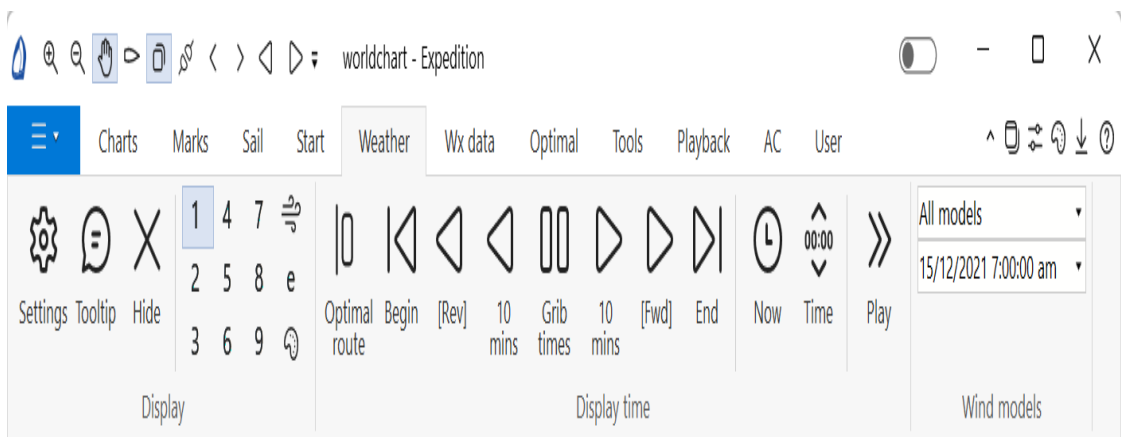 worldchart - Expedition
Charts Marks Sail Start Weather Wx data Optimal Tools Playback AC User
1 4 7
2 5 8 e
3 6 9
00:00
Settings Tooltip Hide
Optimal route Begin [Rev] 10 mins Grib times 10 mins [Fwd] End Now Time Play
All models
15/12/2021 7:00:00 am
Display Display time Wind models